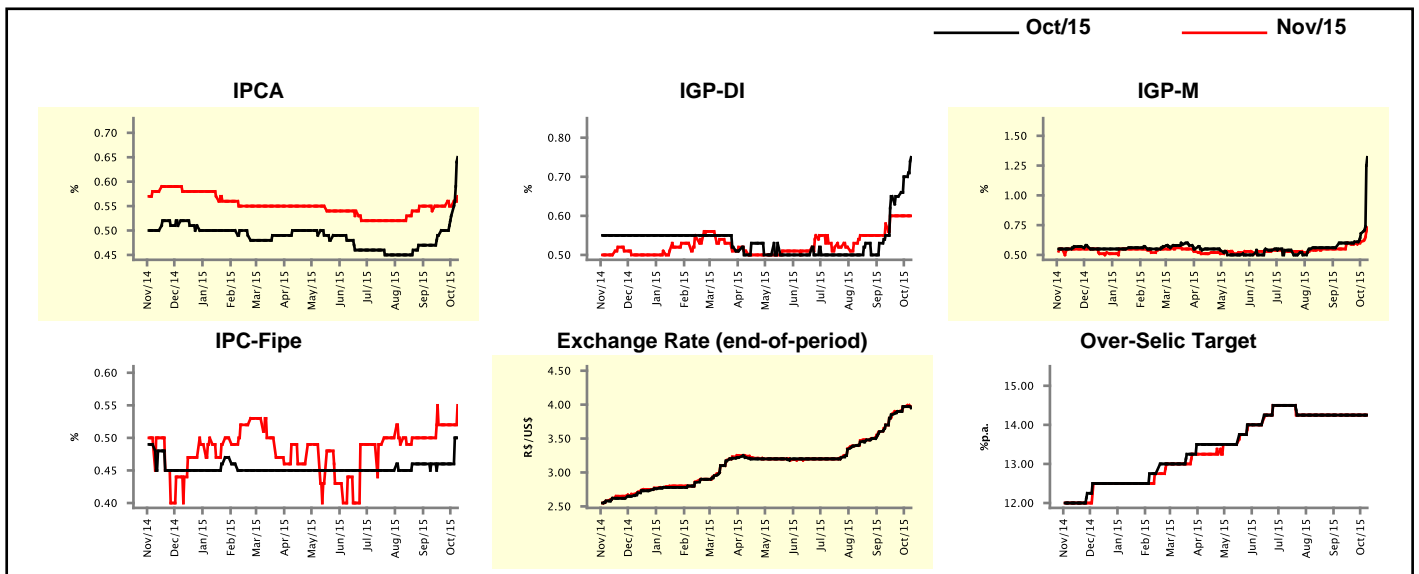 Oct/15 Nov/15
IPCA
IGP-DI
IGP-M
%
0.70
0.65
0.60
0.55
0.50
0.45
Nov/14 Dec/14 Jan/15 Feb/15 Mar/15 Apr/15 May/15 Jun/15 Jul/15 Aug/15 Sep/15 Oct/15
%
0.80
0.70
0.60
0.50
Nov/14 Dec/14 Jan/15 Feb/15 Mar/15 Apr/15 May/15 Jun/15 Jul/15 Aug/15 Sep/15 Oct/15
%
1.50
1.25
1.00
0.75
0.50
Nov/14 Dec/14 Jan/15 Feb/15 Mar/15 Apr/15 May/15 Jun/15 Jul/15 Aug/15 Sep/15 Oct/15
IPC-Fipe
Exchange Rate (end-of-period)
Over-Selic Target
%
0.60
0.55
0.50
0.45
0.40
Nov/14 Dec/14 Jan/15 Feb/15 Mar/15 Apr/15 May/15 Jun/15 Jul/15 Aug/15 Sep/15 Oct/15
R$/US$
4.50
4.00
3.50
3.00
2.50
Nov/14 Dec/14 Jan/15 Feb/15 Mar/15 Apr/15 May/15 Jun/15 Jul/15 Aug/15 Sep/15 Oct/15
%p.a.
15.00
14.00
13.00
12.00
Nov/14 Dec/14 Jan/15 Feb/15 Mar/15 Apr/15 May/15 Jun/15 Jul/15 Aug/15 Sep/15 Oct/15